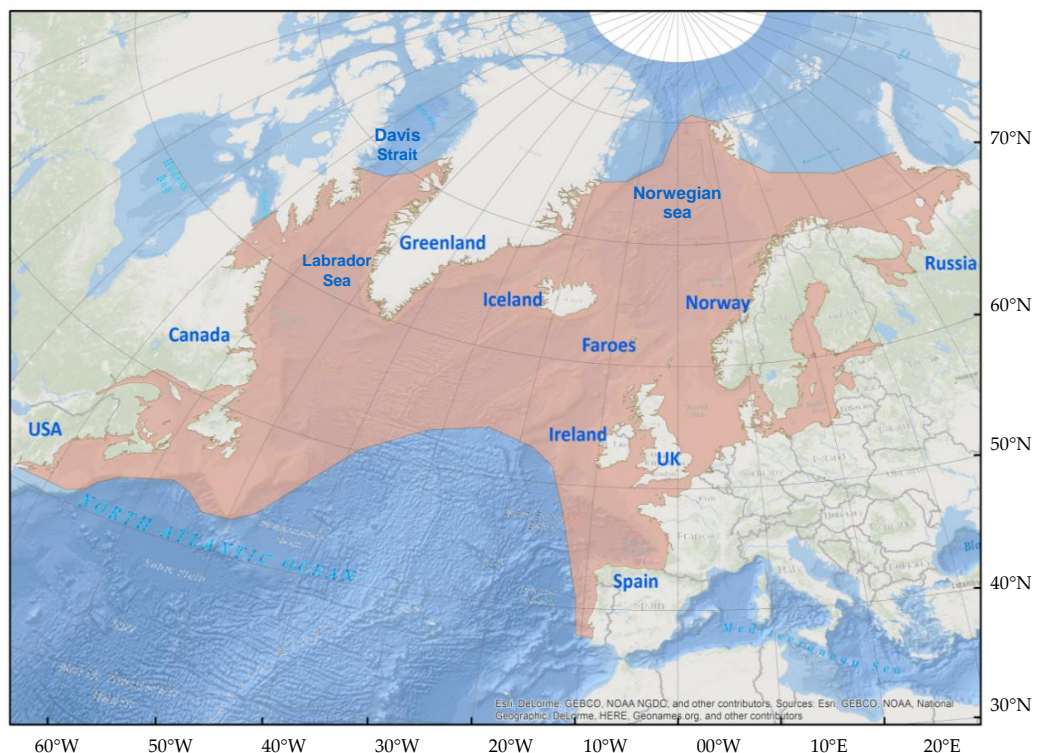 Davis
Strait
70°N
Hudson
Bay
Norwegian
sea
Greenland
Labrador
Sea
Russia
Iceland
Norway
60°N
Canada
Faroes
USA
Ireland
UK
50°N
NORTH ATLANTIC OCEAN
Spain
40°N
Mediterranean Sea
Esri, DeLorme, GEBCO, NOAA NGDC, and other contributors, Sources: Esri, GEBCO, NOAA, National
Geographic, DeLorme, HERE, Geonames.org, and other contributors
30°N
60°W
50°W
40°W
30°W
20°W
10°W
00°W
10°E
20°E